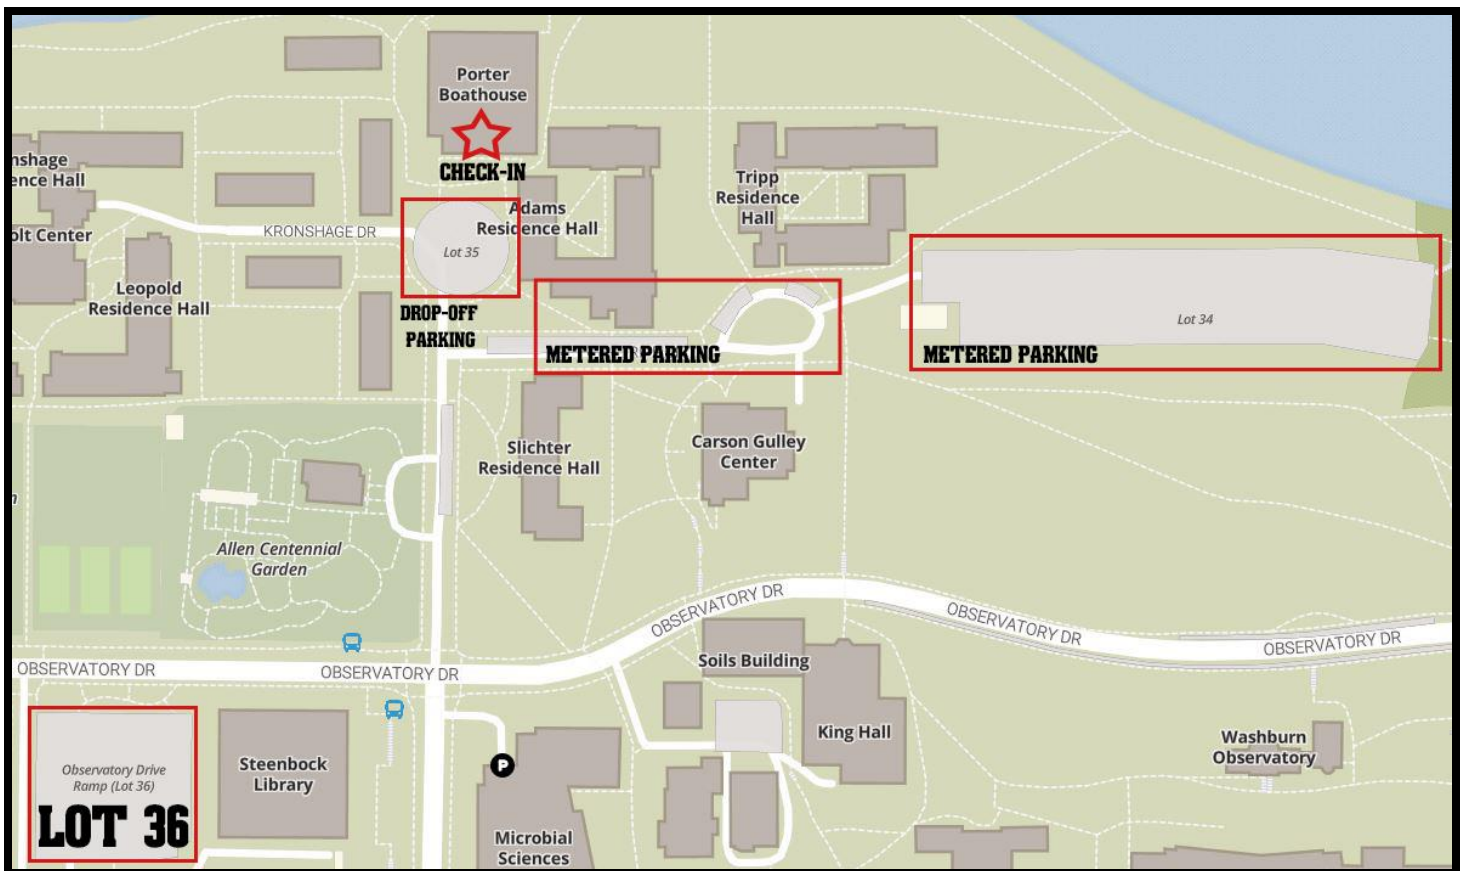 Porter
Boathouse
CHECK-IN
nshage
ence Hall
olt Center
KRONSHAGE DR
Lot 35
Adams
Residence Hall
Tripp
Residence
Hall
Leopold
Residence Hall
DROP-OFF
PARKING
METERED PARKING
Lot 34
METERED PARKING
Slichter
Residence Hall
Carson Gulley
Center
Allen Centennial
Garden
OBSERVATORY DR
OBSERVATORY DR
OBSERVATORY DR
OBSERVATORY DR
OBSERVATORY DR
Soils Building
King Hall
Washburn
Observatory
Observatory Drive
Ramp (Lot 36)
LOT 36
Steenbock
Library
P
Microbial
Sciences